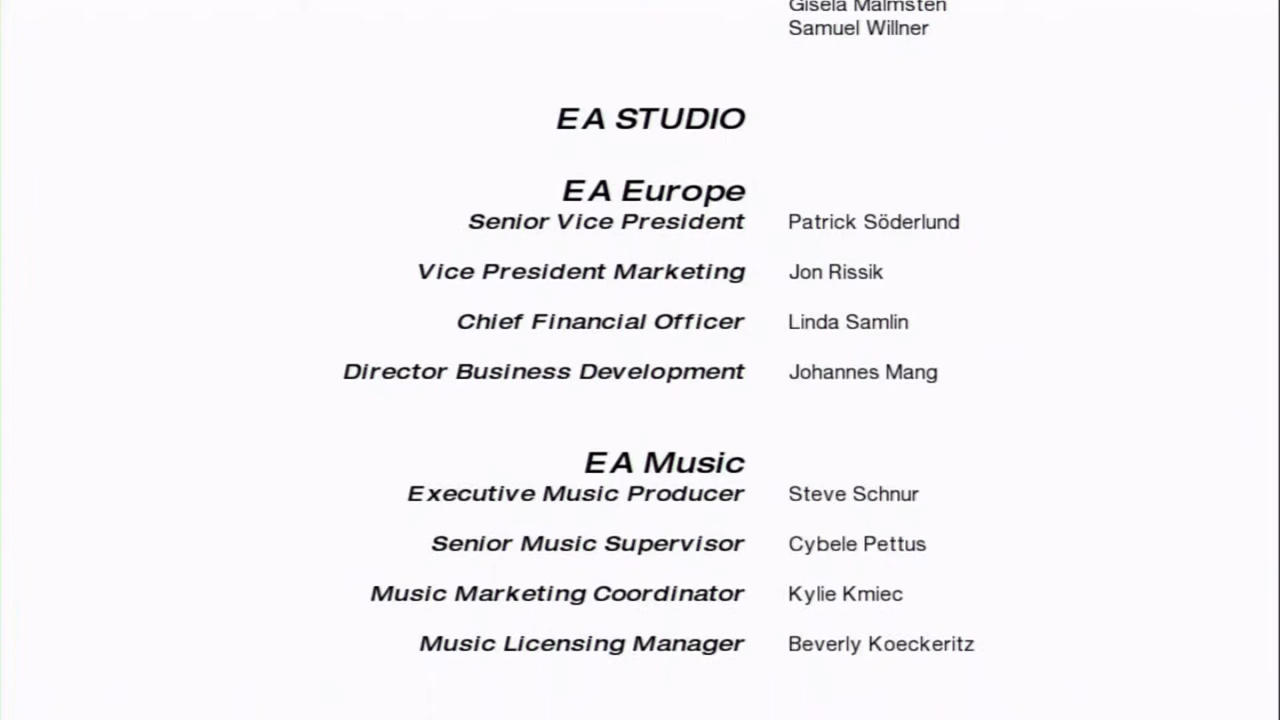 Gisela Malmsten
Samuel Willner
EA STUDIO
EA Europe
Senior Vice President Patrick Söderlund
Vice President Marketing Jon Rissik
Chief Financial Officer Linda Samlin
Director Business Development Johannes Mang
EA Music
Executive Music Producer Steve Schnur
Senior Music Supervisor Cybele Pettus
Music Marketing Coordinator Kylie Kmiec
Music Licensing Manager Beverly Koeckeritz